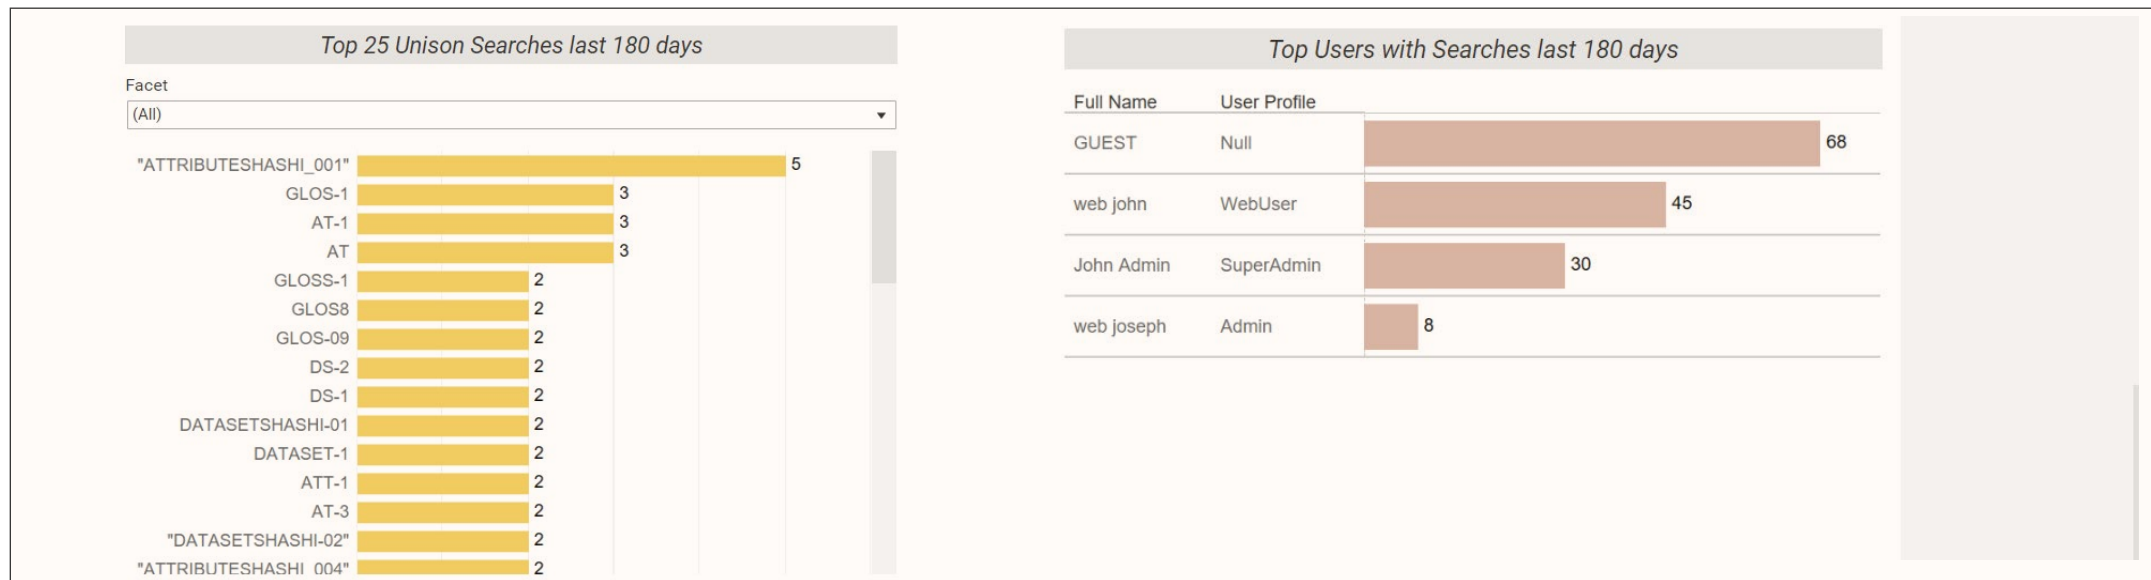 Top 25 Unison Searches last 180 days
Facet
(All)
"ATTRIBUTESHASHI_001" 5
GLOS-1 3
AT-1 3
AT 3
GLOSS-1 2
GLOS8 2
GLOS-09 2
DS-2 2
DS-1 2
DATASETSHASHI-01 2
DATASET-1 2
ATT-1 2
AT-3 2
"DATASETSHASHI-02" 2
"ATTRIBUTESHASHI_004" 2
Top Users with Searches last 180 days
Full Name User Profile
GUEST Null 68
web john WebUser 45
John Admin SuperAdmin 30
web joseph Admin 8